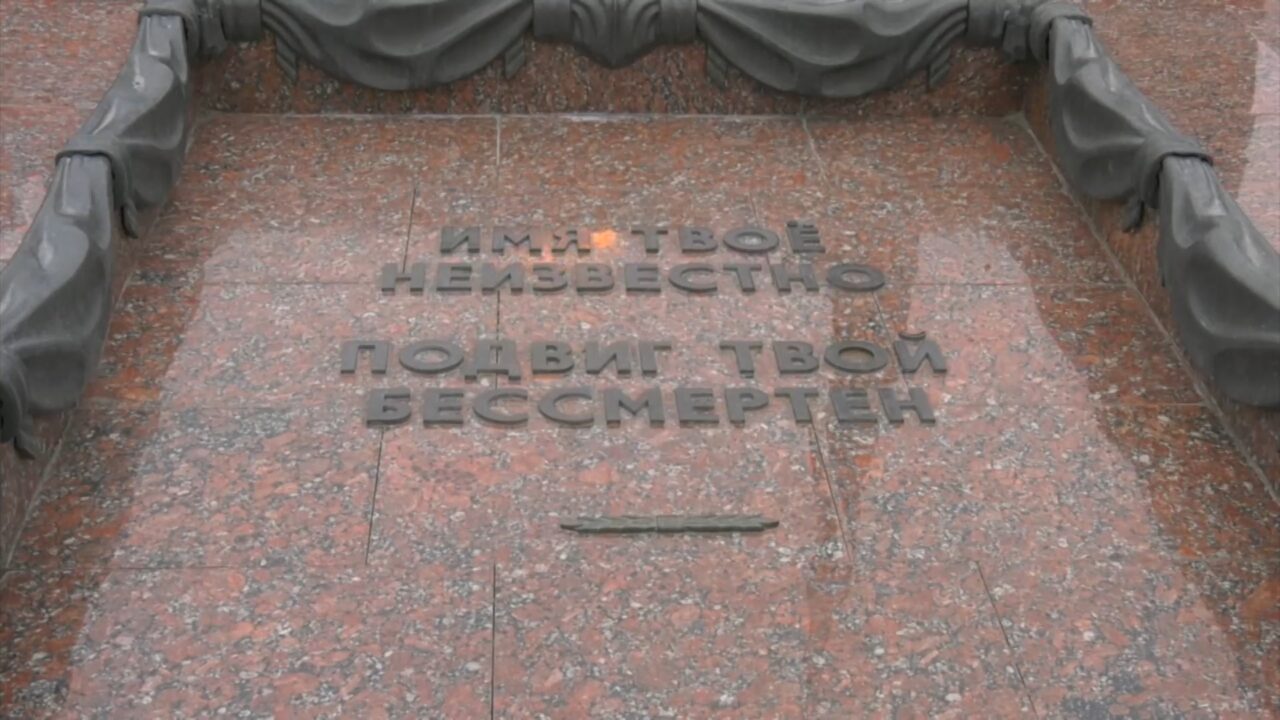 ИМЯ ТВОЁ
НЕИЗВЕСТНО
ПОДВИГ ТВОЙ
БЕССМЕРТЕН